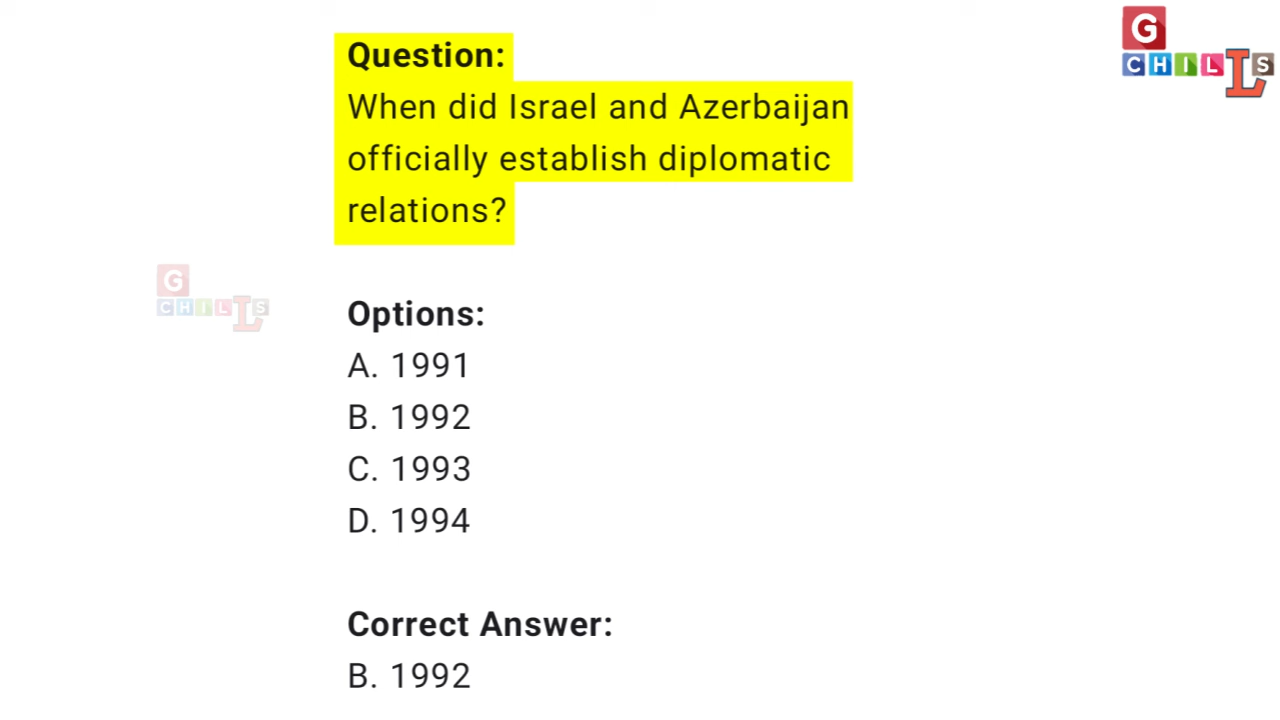 G
CHILLS
Question:
When did Israel and Azerbaijan
officially establish diplomatic
relations?
G
CHILLS
Options:
A. 1991
B. 1992
C. 1993
D. 1994
Correct Answer:
B. 1992